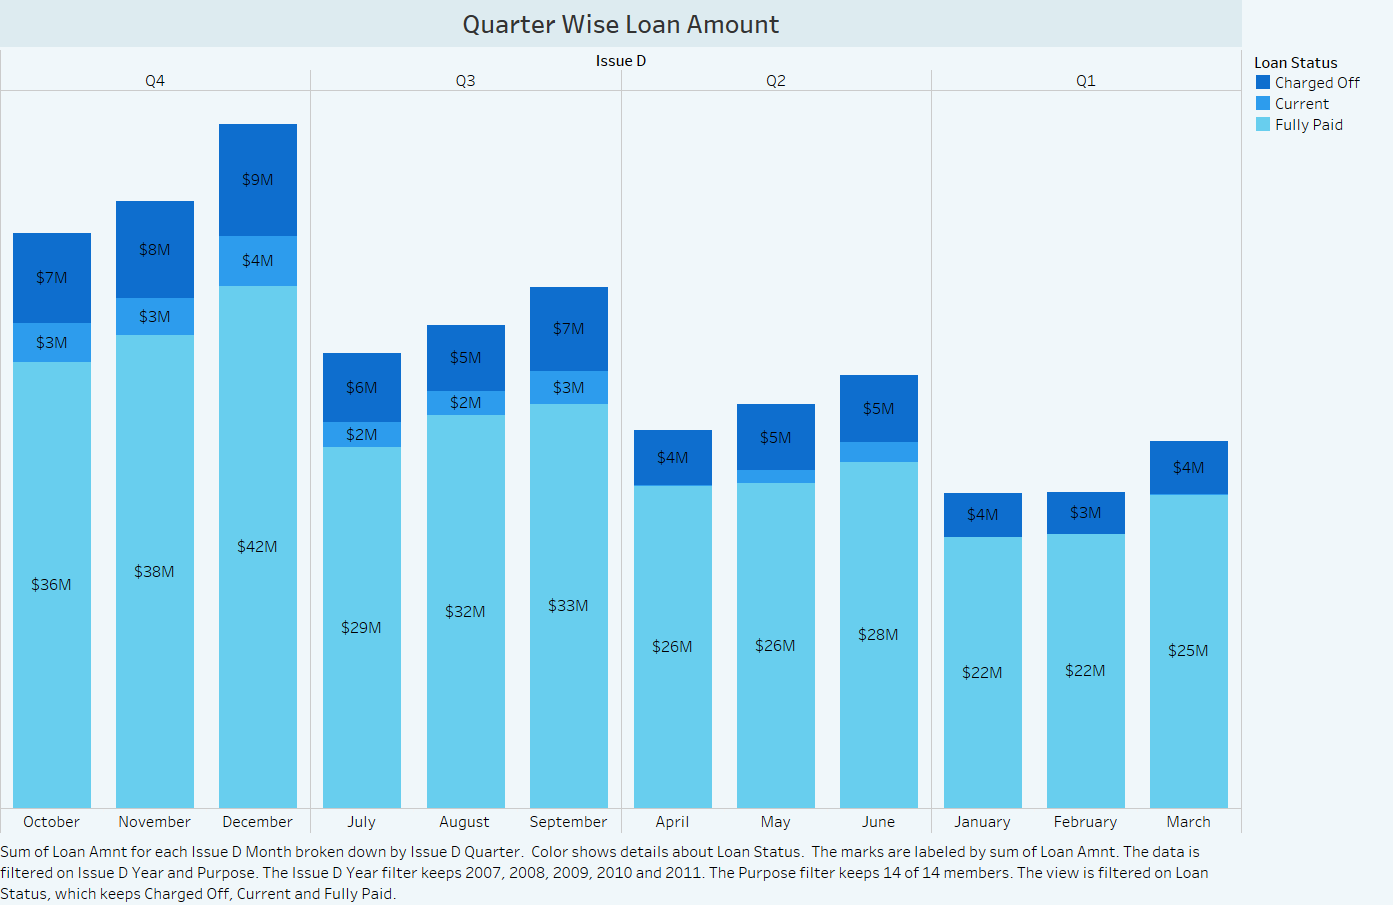 Quarter Wise Loan Amount
Issue D
Q4 Q3 Q2 Q1
Loan Status
Charged Off
Current
Fully Paid
$7M $3M $36M
$8M $3M $38M
$9M $4M $42M
$6M $2M $29M
$5M $2M $32M
$7M $3M $33M
$4M $26M
$5M $26M
$5M $28M
$4M $22M
$3M $22M
$4M $25M
October November December July August September April May June January February March
Sum of Loan Amnt for each Issue D Month broken down by Issue D Quarter.  Color shows details about Loan Status.  The marks are labeled by sum of Loan Amnt. The data is
filtered on Issue D Year and Purpose. The Issue D Year filter keeps 2007, 2008, 2009, 2010 and 2011. The Purpose filter keeps 14 of 14 members. The view is filtered on Loan
Status, which keeps Charged Off, Current and Fully Paid.